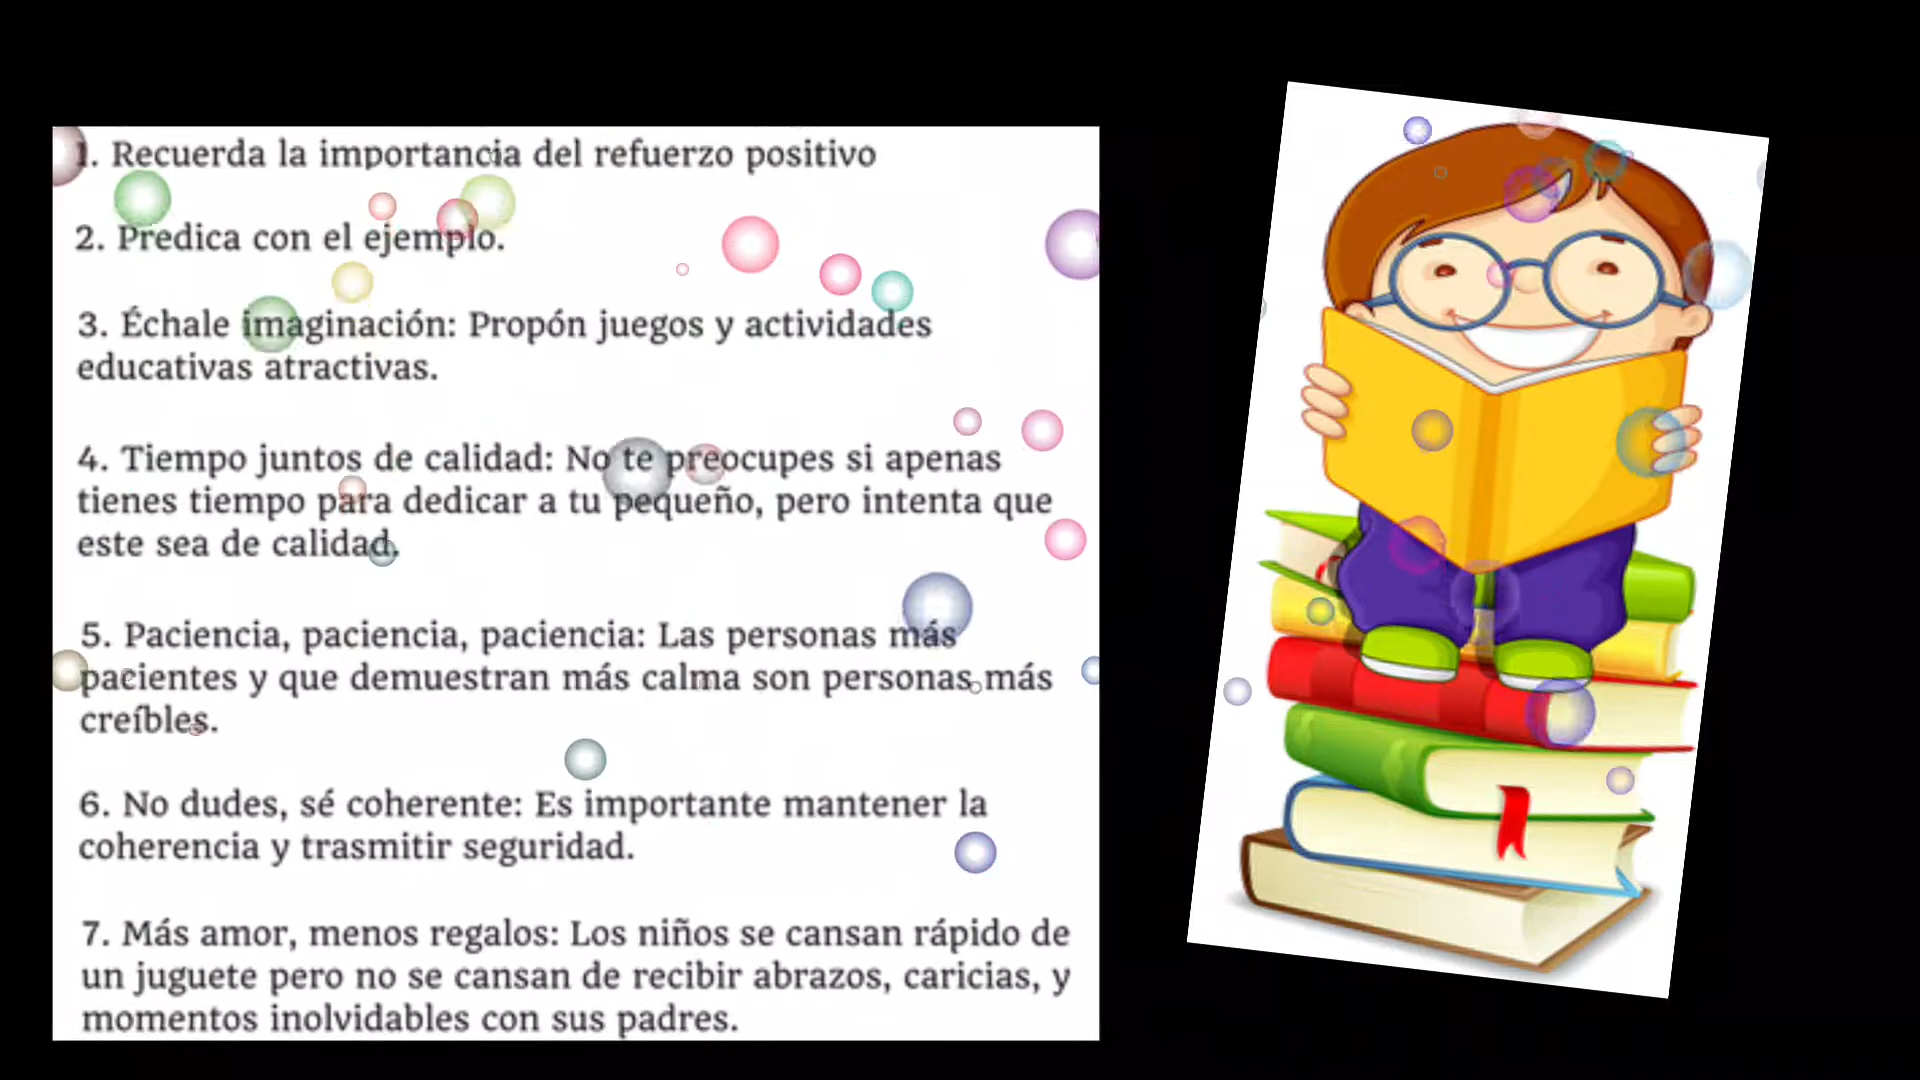 1. Recuerda la importancia del refuerzo positivo
2. Predica con el ejemplo.
3. Échale imaginación: Propón juegos y actividades
educativas atractivas.
4. Tiempo juntos de calidad: No te preocupes si apenas
tienes tiempo para dedicar a tu pequeño, pero intenta que
este sea de calidad.
5. Paciencia, paciencia, paciencia: Las personas más
pacientes y que demuestran más calma son personas más
creíbles.
6. No dudes, sé coherente: Es importante mantener la
coherencia y trasmitir seguridad.
7. Más amor, menos regalos: Los niños se cansan rápido de
un juguete pero no se cansan de recibir abrazos, caricias, y
momentos inolvidables con sus padres.